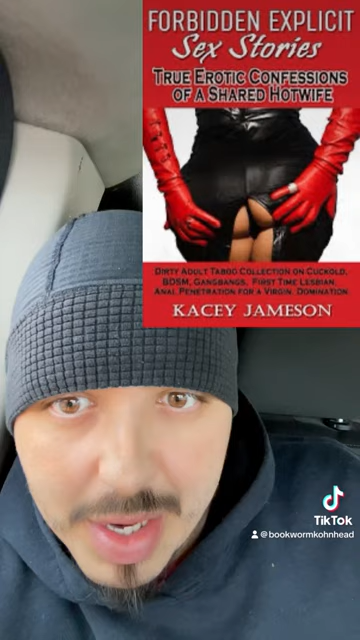 FORBIDDEN EXPLICIT
Sex Stories
TRUE EROTIC CONFESSIONS
OF A SHARED HOTWIFE
DIRTY ADULT TABOO COLLECTION ON CUCKOLD,
BDSM, GANGBANGS, FIRST TIME LESBIAN,
ANAL PENETRATION FOR A VIRGIN, DOMINATION
KACEY JAMESON
TikTok
@bookwormkohnhead